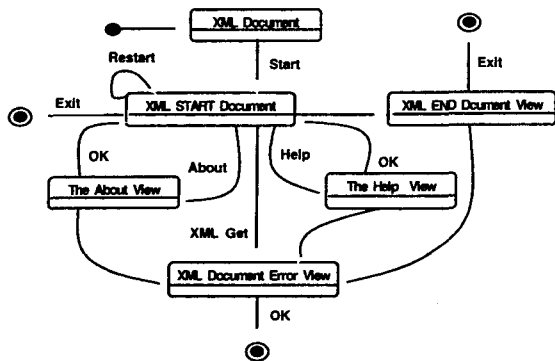 XML Document
Restart
Start
Exit
Exit
XML START Document
XML END Dcument View
OK
About
Help
OK
The About View
The Help View
XML Get
XML Document Error View
OK